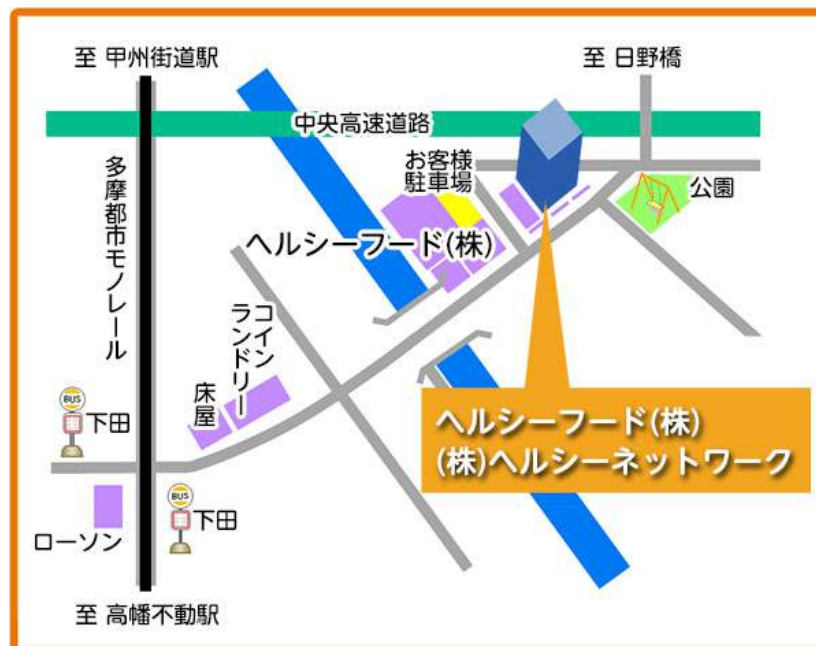 至 甲州街道駅
至 日野橋
中央高速道路
お客様
駐車場
公園
多摩都市モノレール
ヘルシーフード(株)
コイン
ランドリー
床屋
BUS
下田
ヘルシーフード(株)
(株)ヘルシーネットワーク
BUS
下田
ローソン
至 高幡不動駅